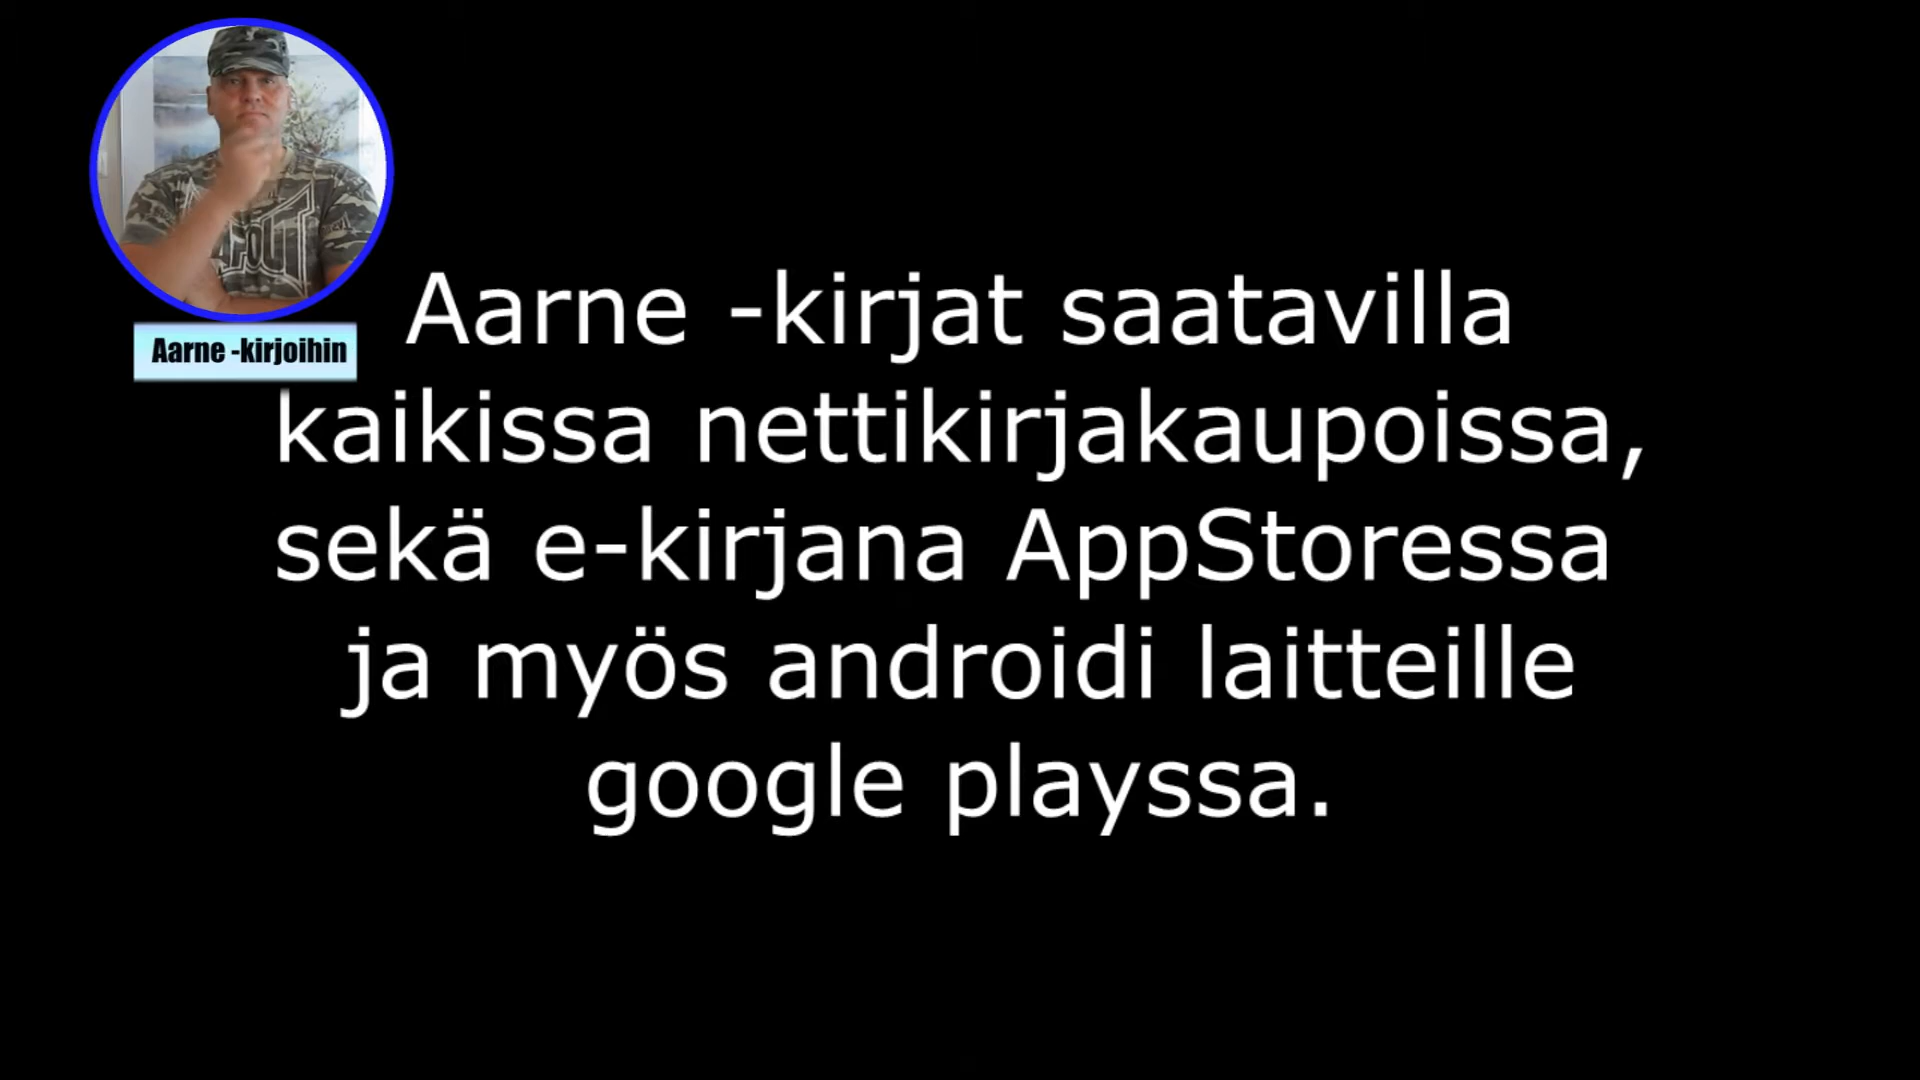 Aarne -kirjoihin
Aarne -kirjat saatavilla
kaikissa nettikirjakaupoissa,
sekä e-kirjana AppStoressa
ja myös androidi laitteille
google playssa.